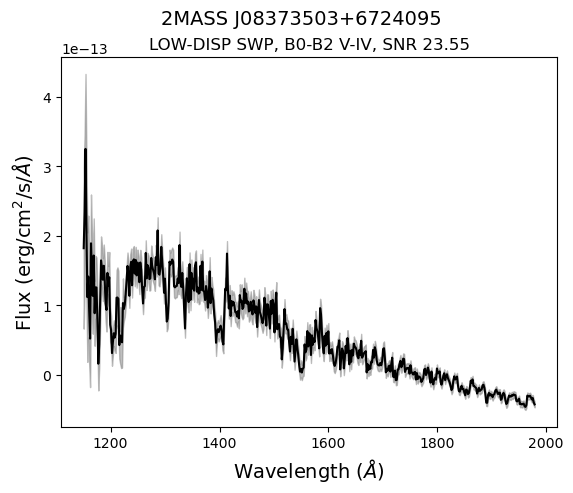 2MASS J08373503+6724095
LOW-DISP SWP, B0-B2 V-IV, SNR 23.55
1e−13
4
3
2
1
0
Flux (erg/cm²/s/Å)
1200 1400 1600 1800 2000
Wavelength (Å)